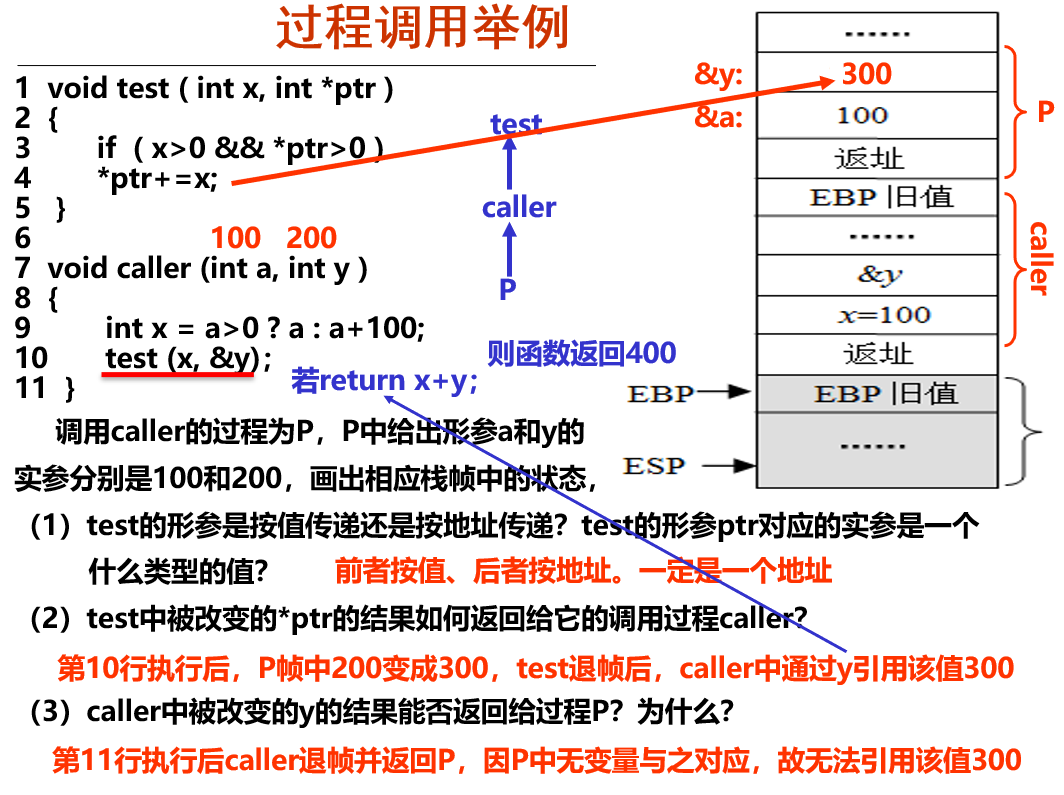 过程调用举例
1 void test ( int x, int *ptr )
2 {
3 if ( x>0 && *ptr>0 )
4 *ptr+=x;
5 }
6 100 200
7 void caller (int a, int y )
8 {
9 int x = a>0 ? a : a+100;
10 test (x, &y);
11 }
test
caller
P
则函数返回400
若return x+y;
......
&y: 300
&a: 100
返址
EBP 旧值
......
&y
x=100
返址
EBP EBP 旧值
......
ESP
P
caller
调用caller的过程为P，P中给出形参a和y的
实参分别是100和200，画出相应栈帧中的状态，
（1）test的形参是按值传递还是按地址传递？test的形参ptr对应的实参是一个
什么类型的值？ 前者按值、后者按地址。一定是一个地址
（2）test中被改变的*ptr的结果如何返回给它的调用过程caller？
第10行执行后，P帧中200变成300，test退帧后，caller中通过y引用该值300
（3）caller中被改变的y的结果能否返回给过程P？为什么？
第11行执行后caller退帧并返回P，因P中无变量与之对应，故无法引用该值300